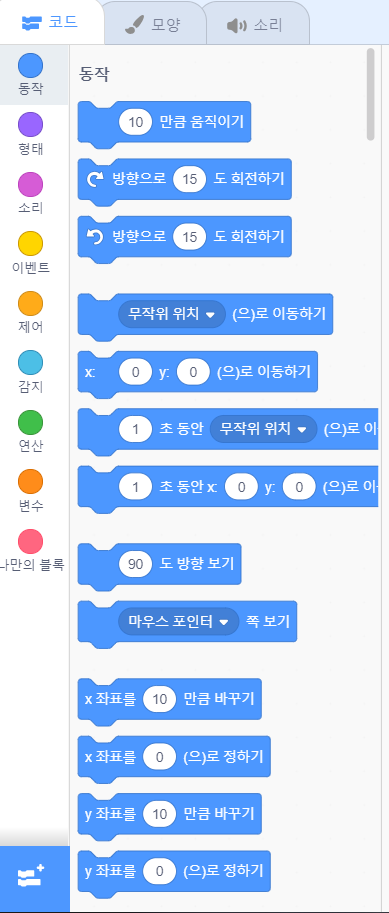 코드 모양 소리
동작
형태
소리
이벤트
제어
감지
연산
변수
나만의 블록
동작
10 만큼 움직이기
방향으로 15 도 회전하기
방향으로 15 도 회전하기
무작위 위치 (으)로 이동하기
x: 0 y: 0 (으)로 이동하기
1 초 동안 무작위 위치 (으)로 이
1 초 동안 x: 0 y: 0 (으)로 이
90 도 방향 보기
마우스 포인터 쪽 보기
x 좌표를 10 만큼 바꾸기
x 좌표를 0 (으)로 정하기
y 좌표를 10 만큼 바꾸기
y 좌표를 0 (으)로 정하기